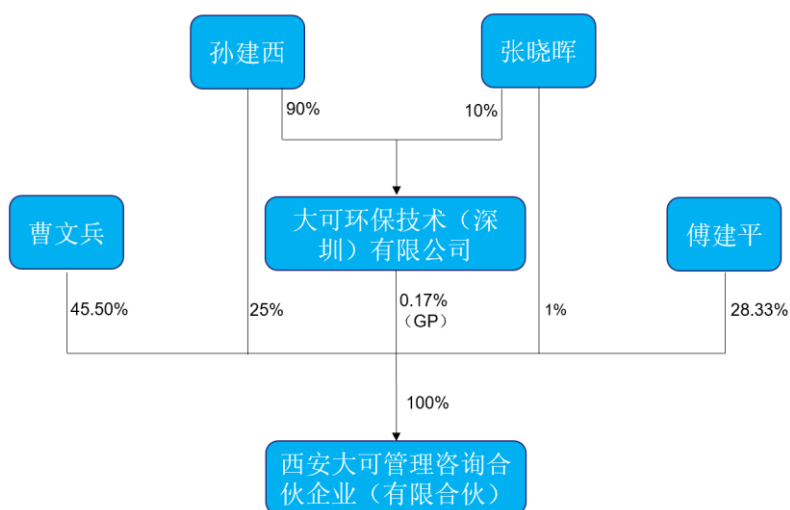 孙建西
张晓晖
90%
10%
曹文兵
大可环保技术（深
圳）有限公司
傅建平
45.50%
25%
0.17%
（GP）
1%
28.33%
100%
西安大可管理咨询合
伙企业（有限合伙）